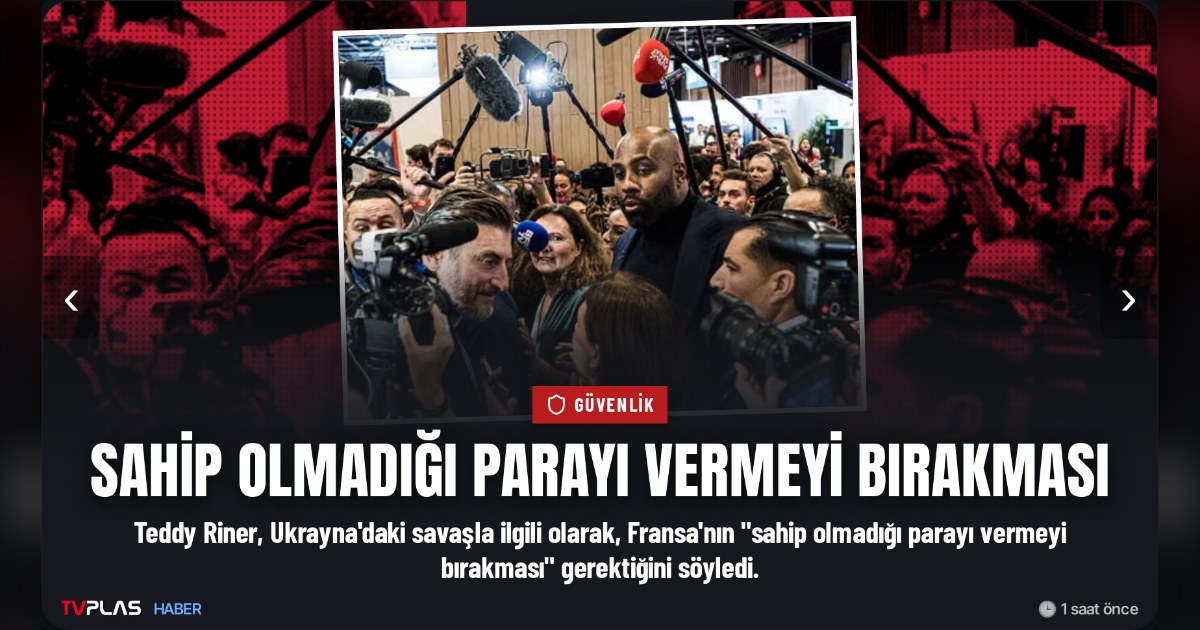 GÜVENLİK
SAHİP OLMADIĞI PARAYI VERMEYİ BIRAKMASI
Teddy Riner, Ukrayna'daki savaşla ilgili olarak, Fransa'nın "sahip olmadığı parayı vermeyi
bırakması" gerektiğini söyledi.
TVPLAS HABER
1 saat önce